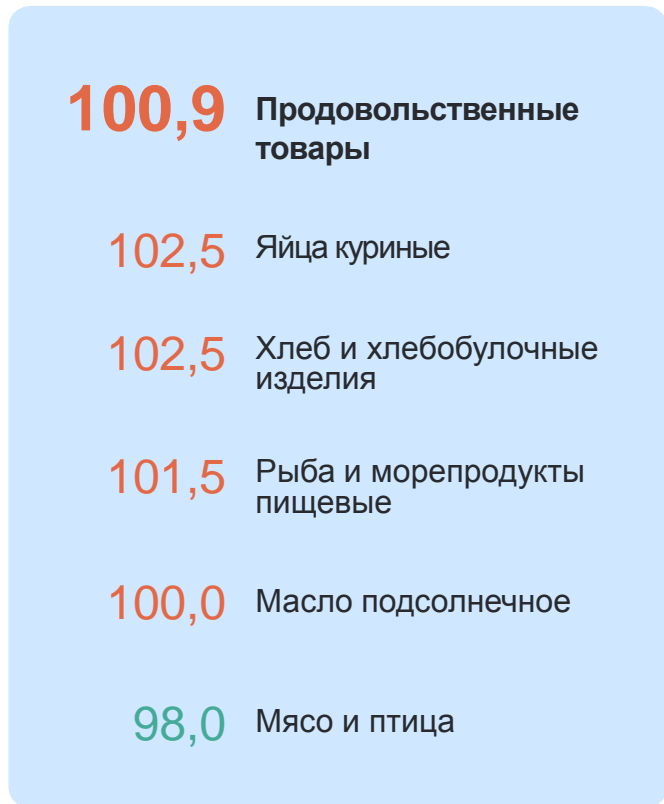 100,9 Продовольственные
товары
102,5 Яйца куриные
102,5 Хлеб и хлебобулочные
изделия
101,5 Рыба и морепродукты
пищевые
100,0 Масло подсолнечное
98,0 Мясо и птица